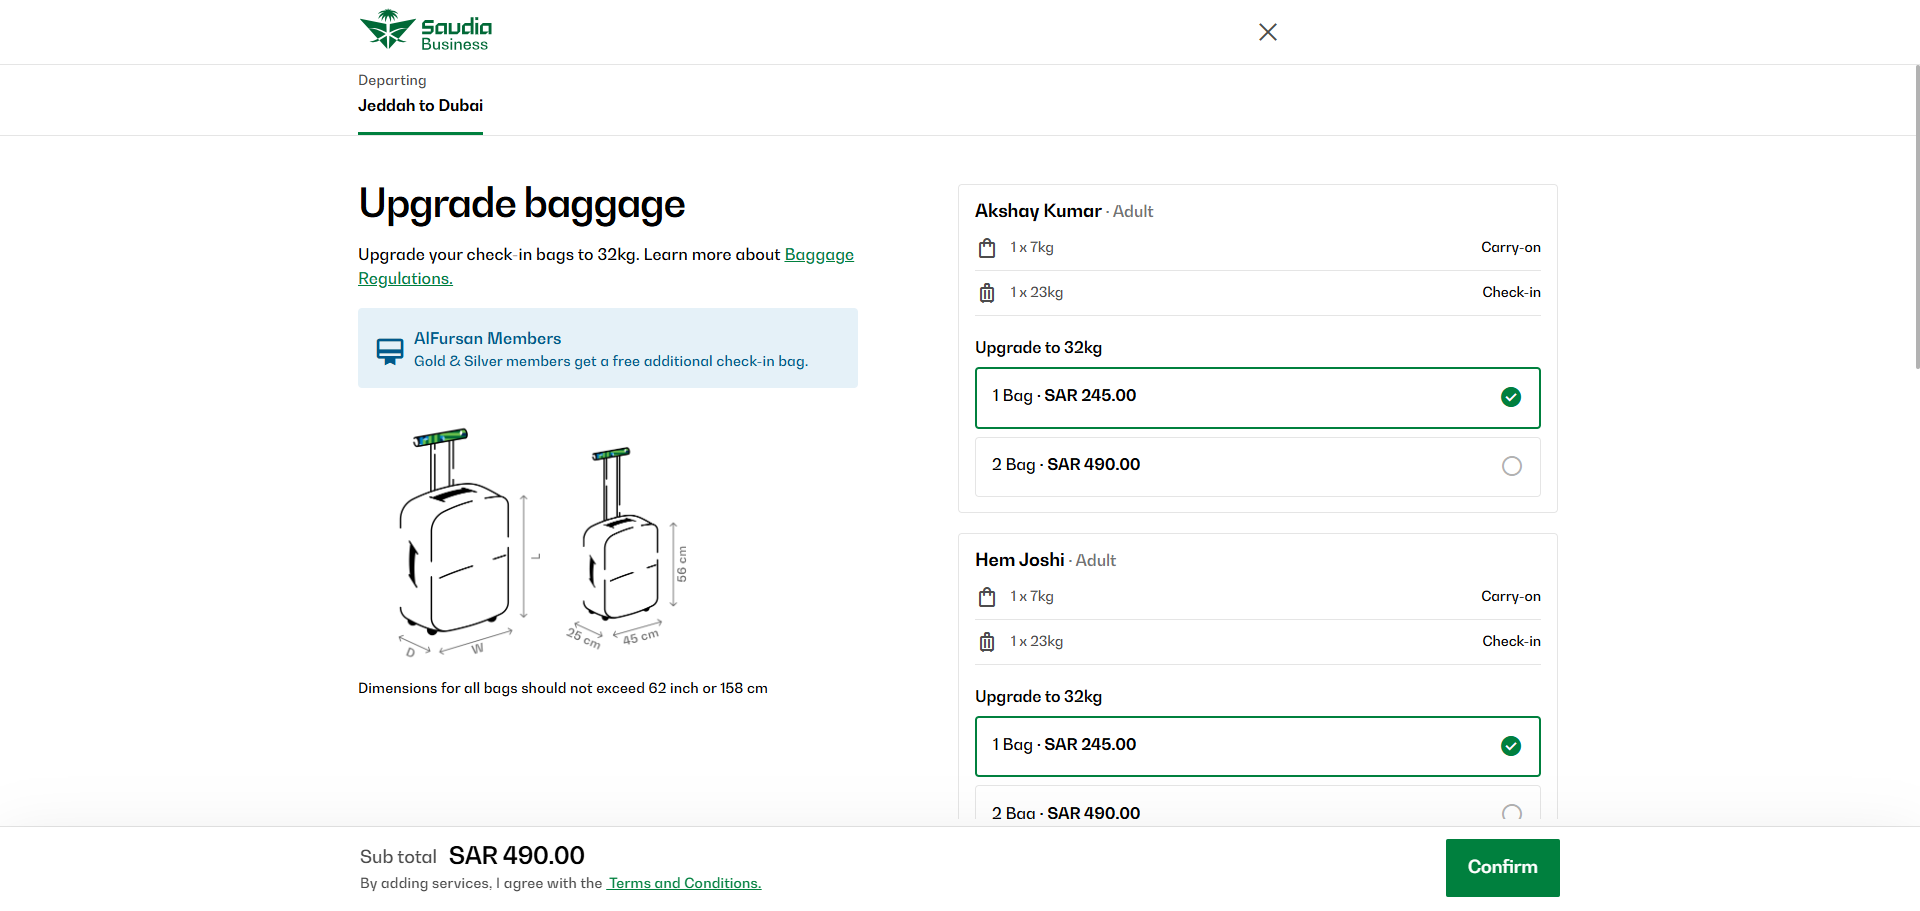 Saudia
Business
Departing
Jeddah to Dubai
Upgrade baggage
Upgrade your check-in bags to 32kg. Learn more about Baggage
Regulations.
AlFursan Members
Gold & Silver members get a free additional check-in bag.
L
D
W
56 cm
25 cm
45 cm
Dimensions for all bags should not exceed 62 inch or 158 cm
Akshay Kumar · Adult
1 x 7kg Carry-on
1 x 23kg Check-in
Upgrade to 32kg
1 Bag · SAR 245.00
2 Bag · SAR 490.00
Hem Joshi · Adult
1 x 7kg Carry-on
1 x 23kg Check-in
Upgrade to 32kg
1 Bag · SAR 245.00
2 Bag · SAR 490.00
Sub total SAR 490.00
By adding services, I agree with the Terms and Conditions.
Confirm